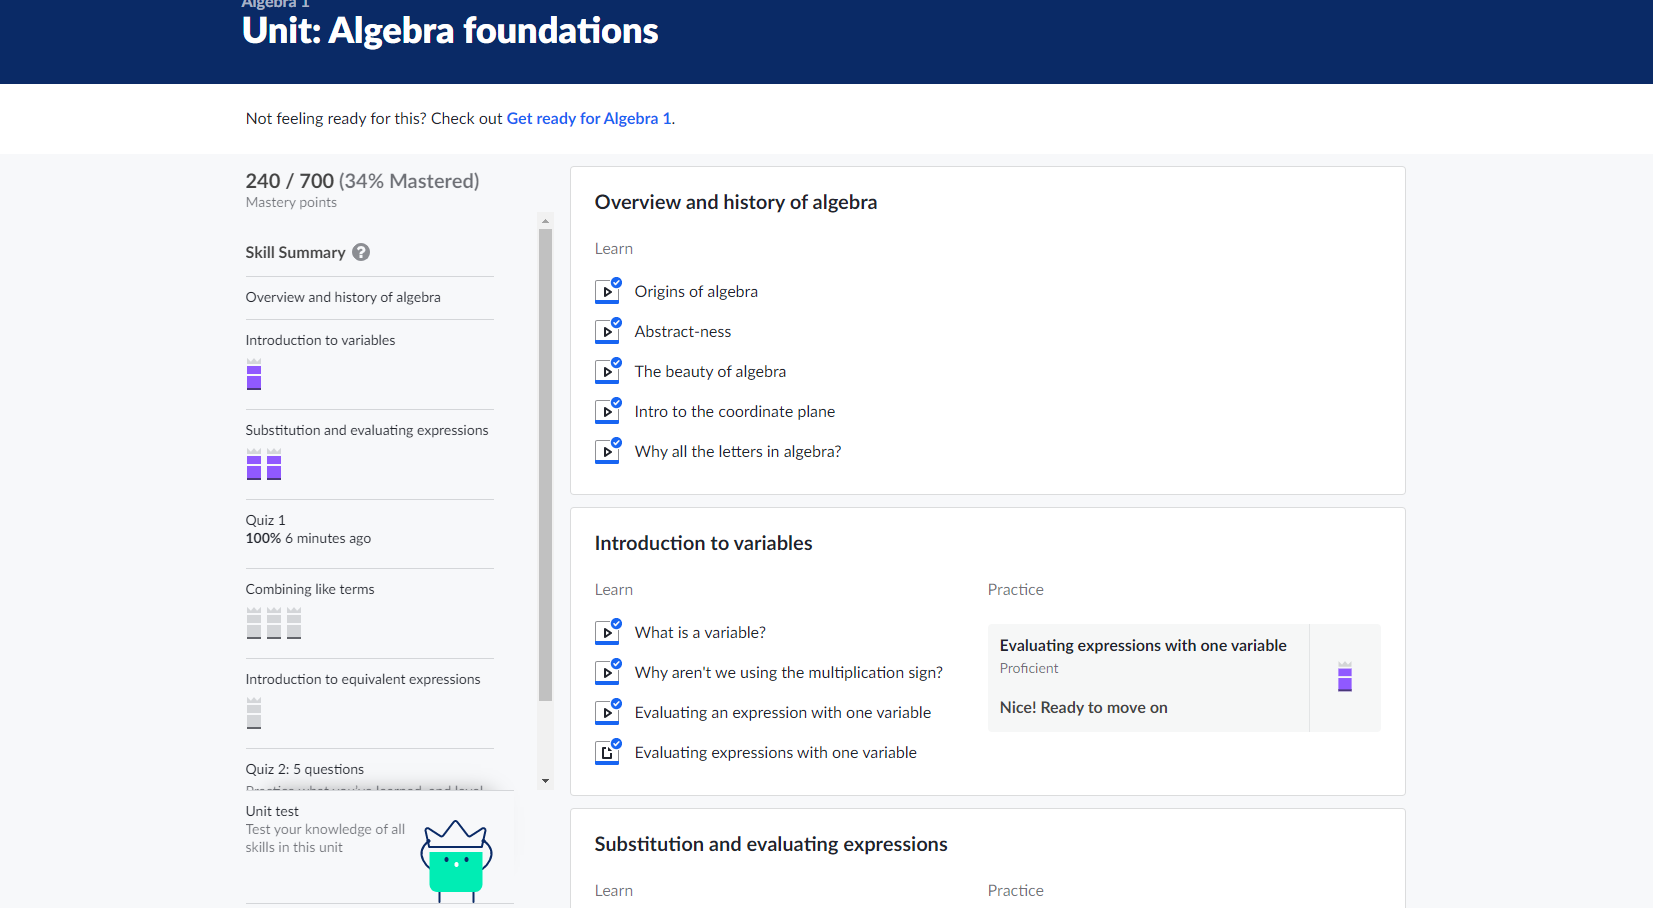 Algebra 1
Unit: Algebra foundations
Not feeling ready for this? Check out Get ready for Algebra 1.
240 / 700 (34% Mastered)
Mastery points
Skill Summary ?
Overview and history of algebra
Introduction to variables
Substitution and evaluating expressions
Quiz 1
100% 6 minutes ago
Combining like terms
Introduction to equivalent expressions
Quiz 2: 5 questions
Practice what you've learned, and level
Unit test
Test your knowledge of all
skills in this unit
Overview and history of algebra
Learn
Origins of algebra
Abstract-ness
The beauty of algebra
Intro to the coordinate plane
Why all the letters in algebra?
Introduction to variables
Learn
What is a variable?
Why aren't we using the multiplication sign?
Evaluating an expression with one variable
Evaluating expressions with one variable
Practice
Evaluating expressions with one variable
Proficient
Nice! Ready to move on
Substitution and evaluating expressions
Learn
Practice